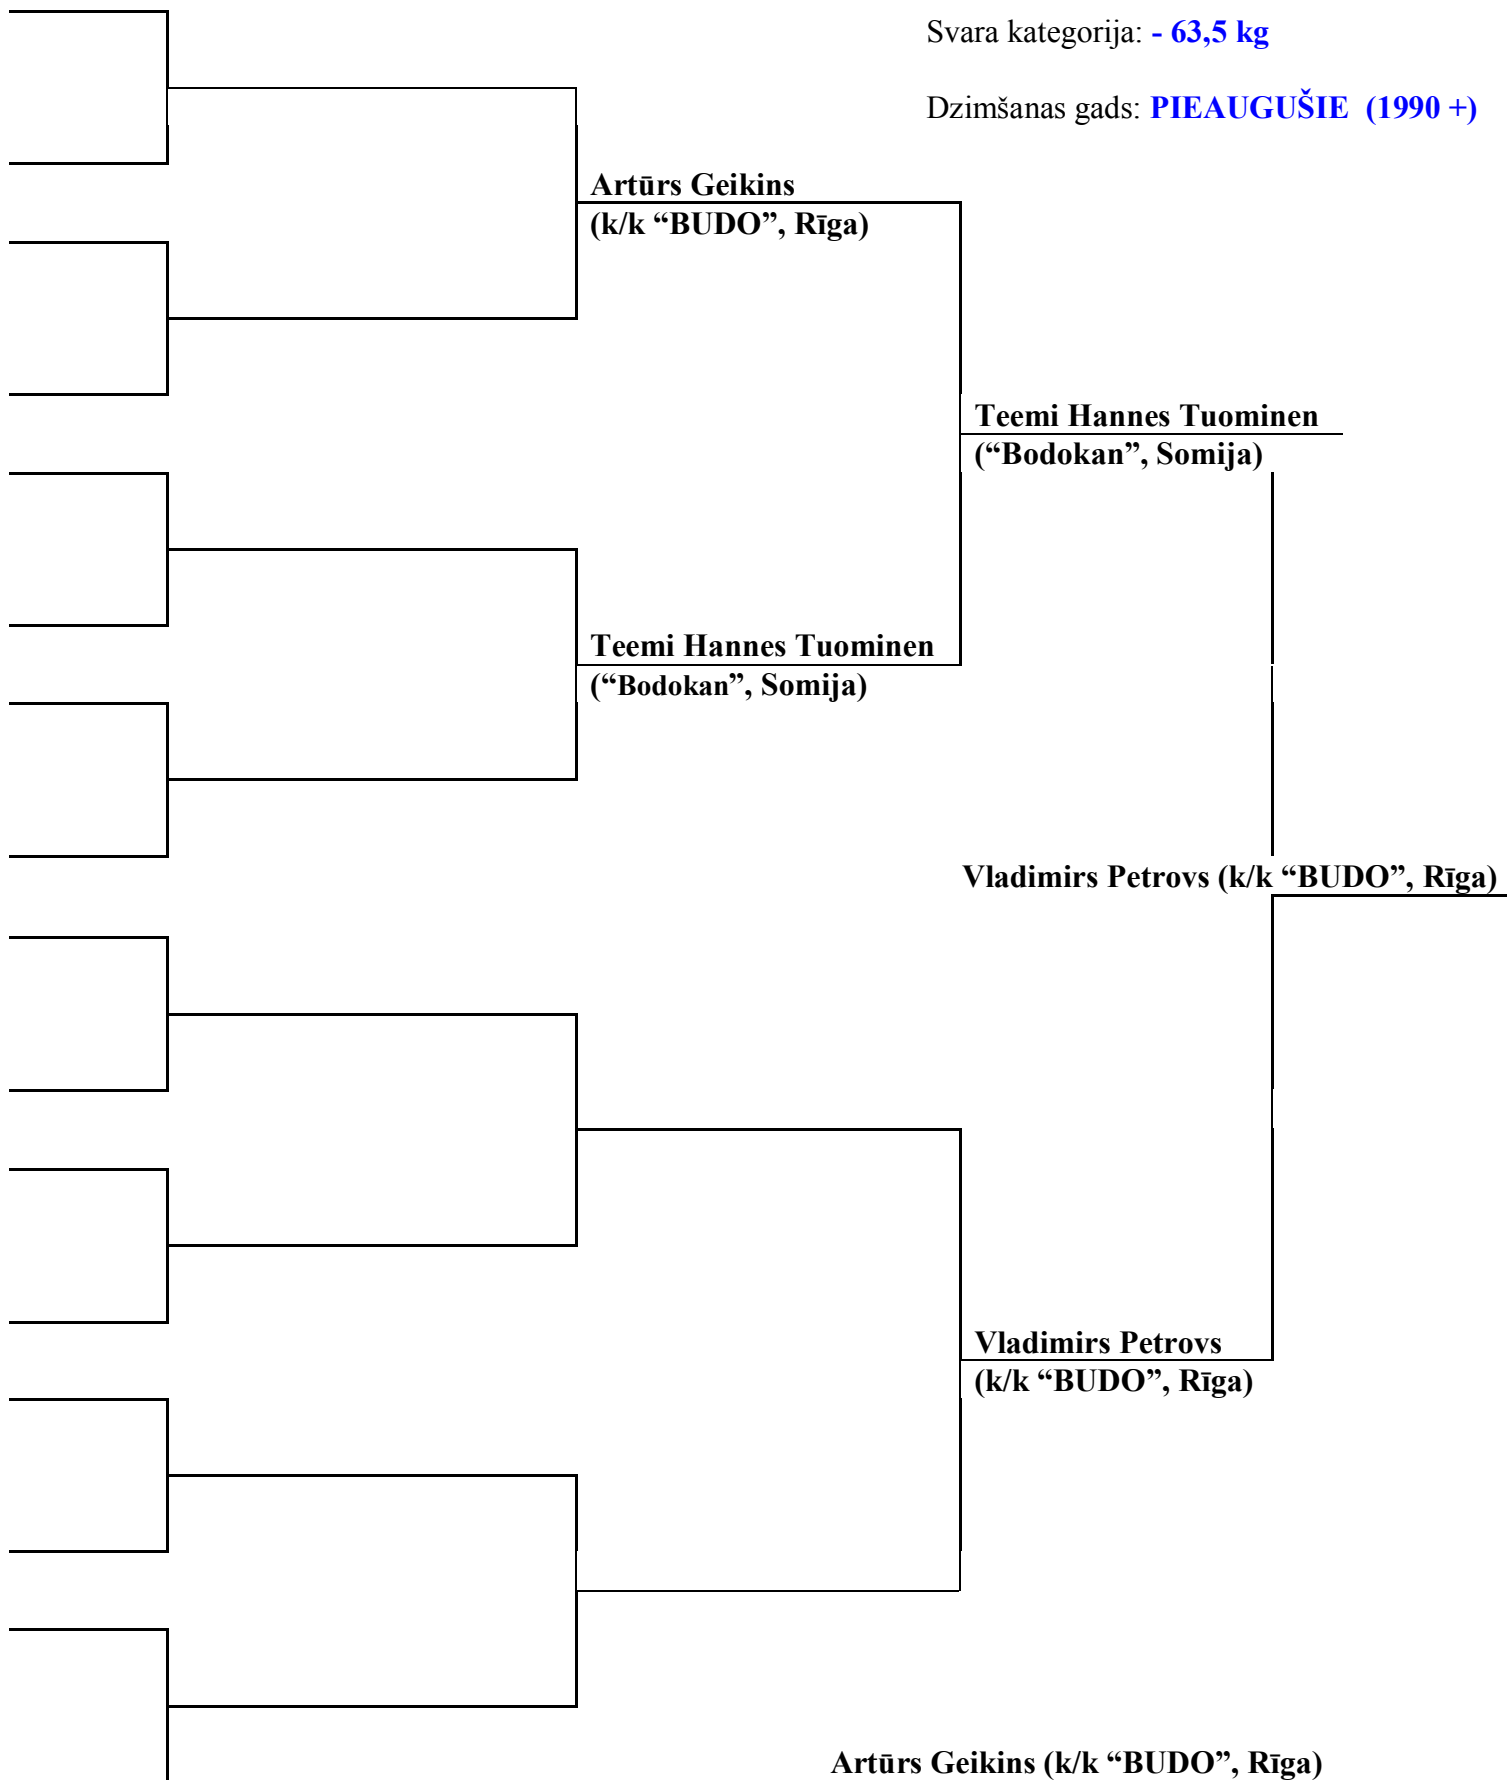 Svara kategorija: - 63,5 kg
Dzimšanas gads: PIEAUGUŠIE (1990 +)
Artūrs Geikins
(k/k “BUDO”, Rīga)
Teemi Hannes Tuominen
(“Bodokan”, Somija)
Teemi Hannes Tuominen
(“Bodokan”, Somija)
Vladimirs Petrovs (k/k “BUDO”, Rīga)
Vladimirs Petrovs
(k/k “BUDO”, Rīga)
Artūrs Geikins (k/k “BUDO”, Rīga)